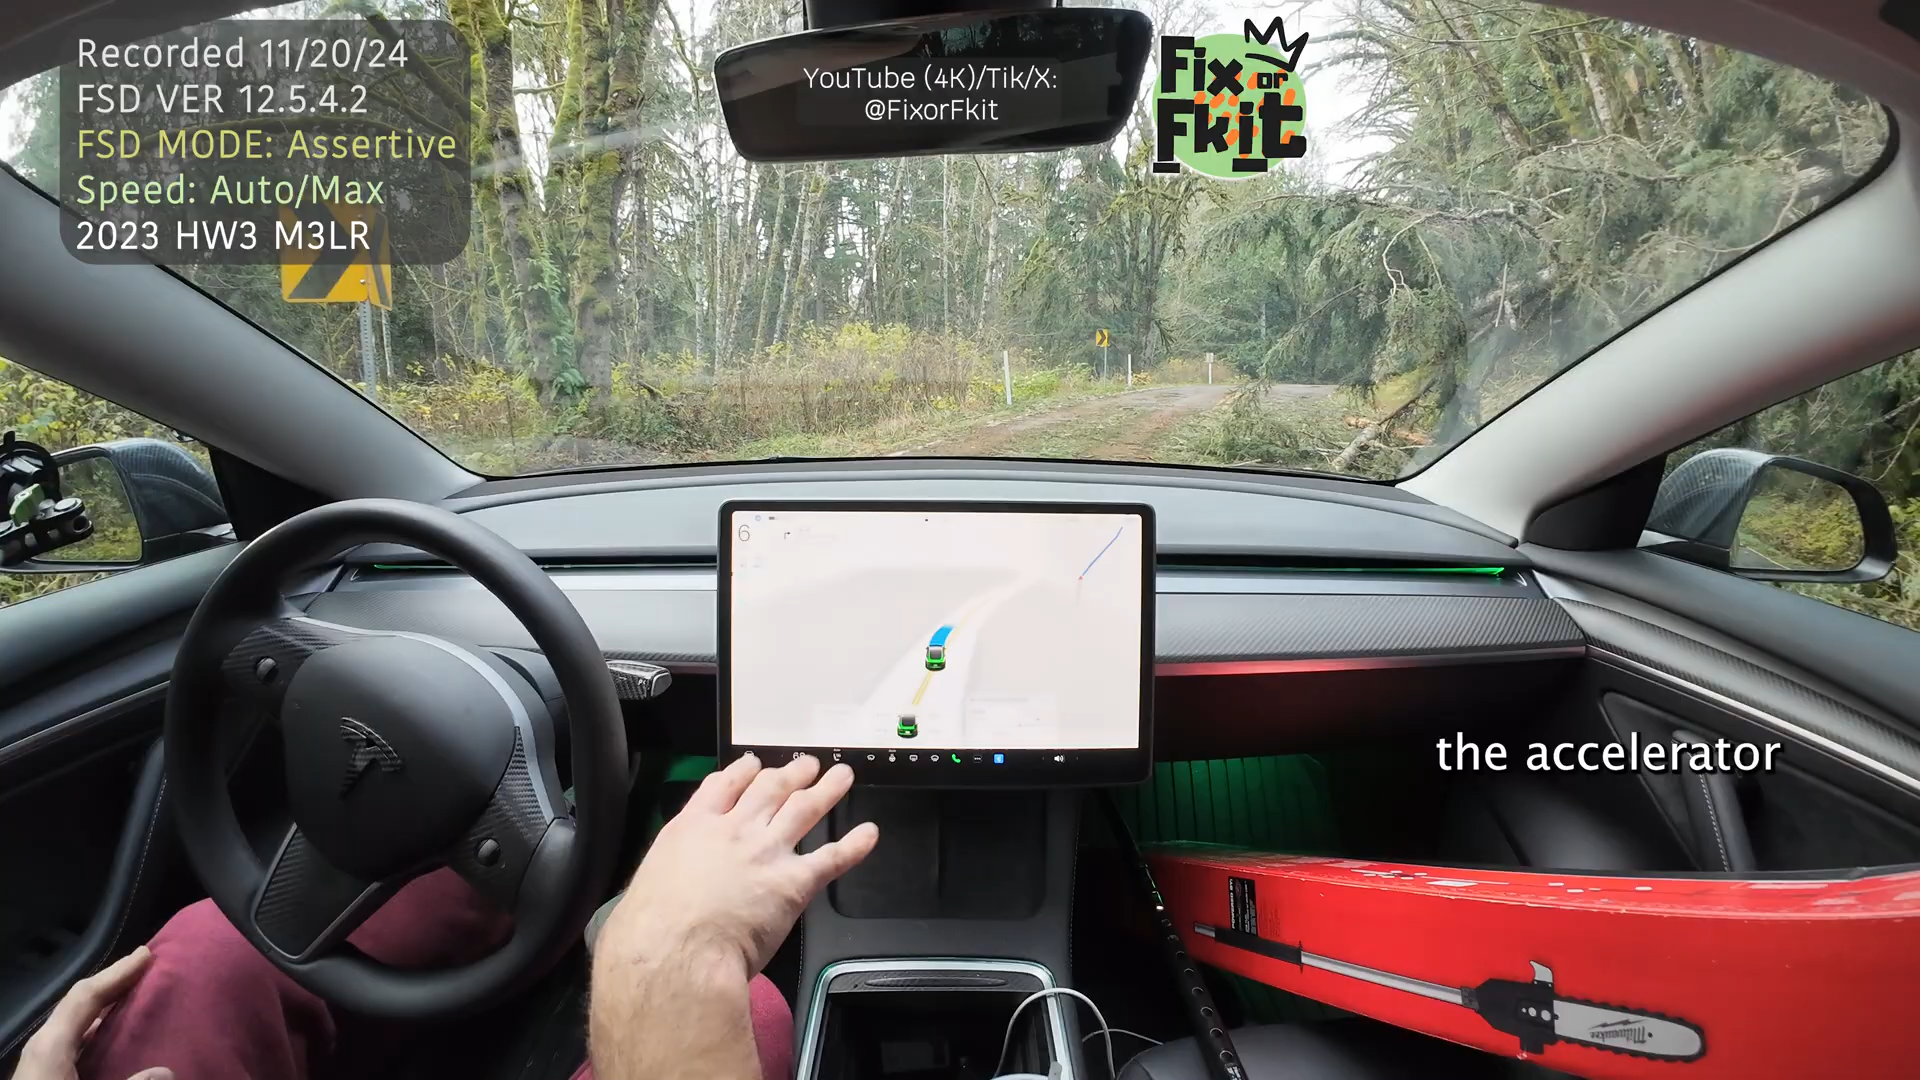 Recorded 11/20/24
FSD VER 12.5.4.2
FSD MODE: Assertive
Speed: Auto/Max
2023 HW3 M3LR
YouTube (4K)/Tik/X:
@FixorFkit
Fix or
Fkit
6
the accelerator
Milwaukee